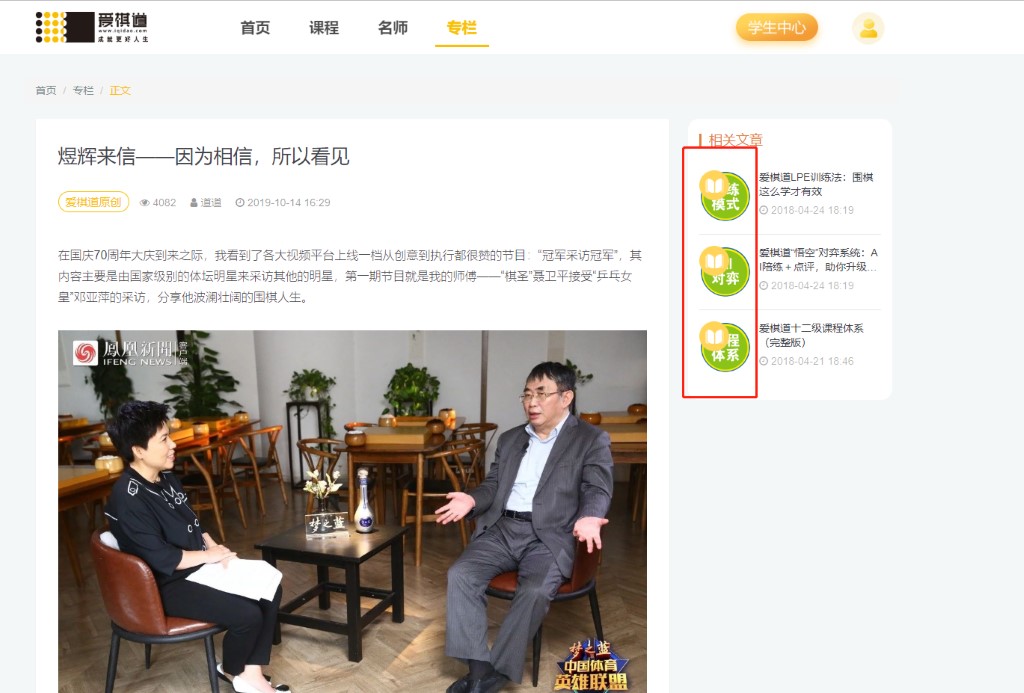 爱棋道
www.iqidao.com
成就更好人生
首页
课程
名师
专栏
学生中心
首页 / 专栏 / 正文
煜辉来信——因为相信，所以看见
爱棋道原创 4082 道道 2019-10-14 16:29
在国庆70周年大庆到来之际，我看到了各大视频平台上线一档从创意到执行都很赞的节目：“冠军采访冠军”，其
内容主要是由国家级别的体坛明星来采访其他的明星，第一期节目就是我的师傅——“棋圣”聂卫平接受“乒乓女
皇”邓亚萍的采访，分享他波澜壮阔的围棋人生。
鳳凰新聞
IFENG NEWS
客户端
梦之蓝
梦之蓝
中国体育
英雄联盟
相关文章
练
模式
爱棋道LPE训练法：围棋
这么学才有效
2018-04-24 18:19
对弈
爱棋道“悟空”对弈系统：A
I陪练＋点评，助你升级...
2018-04-24 18:19
程
体系
爱棋道十二级课程体系
（完整版）
2018-04-21 18:46